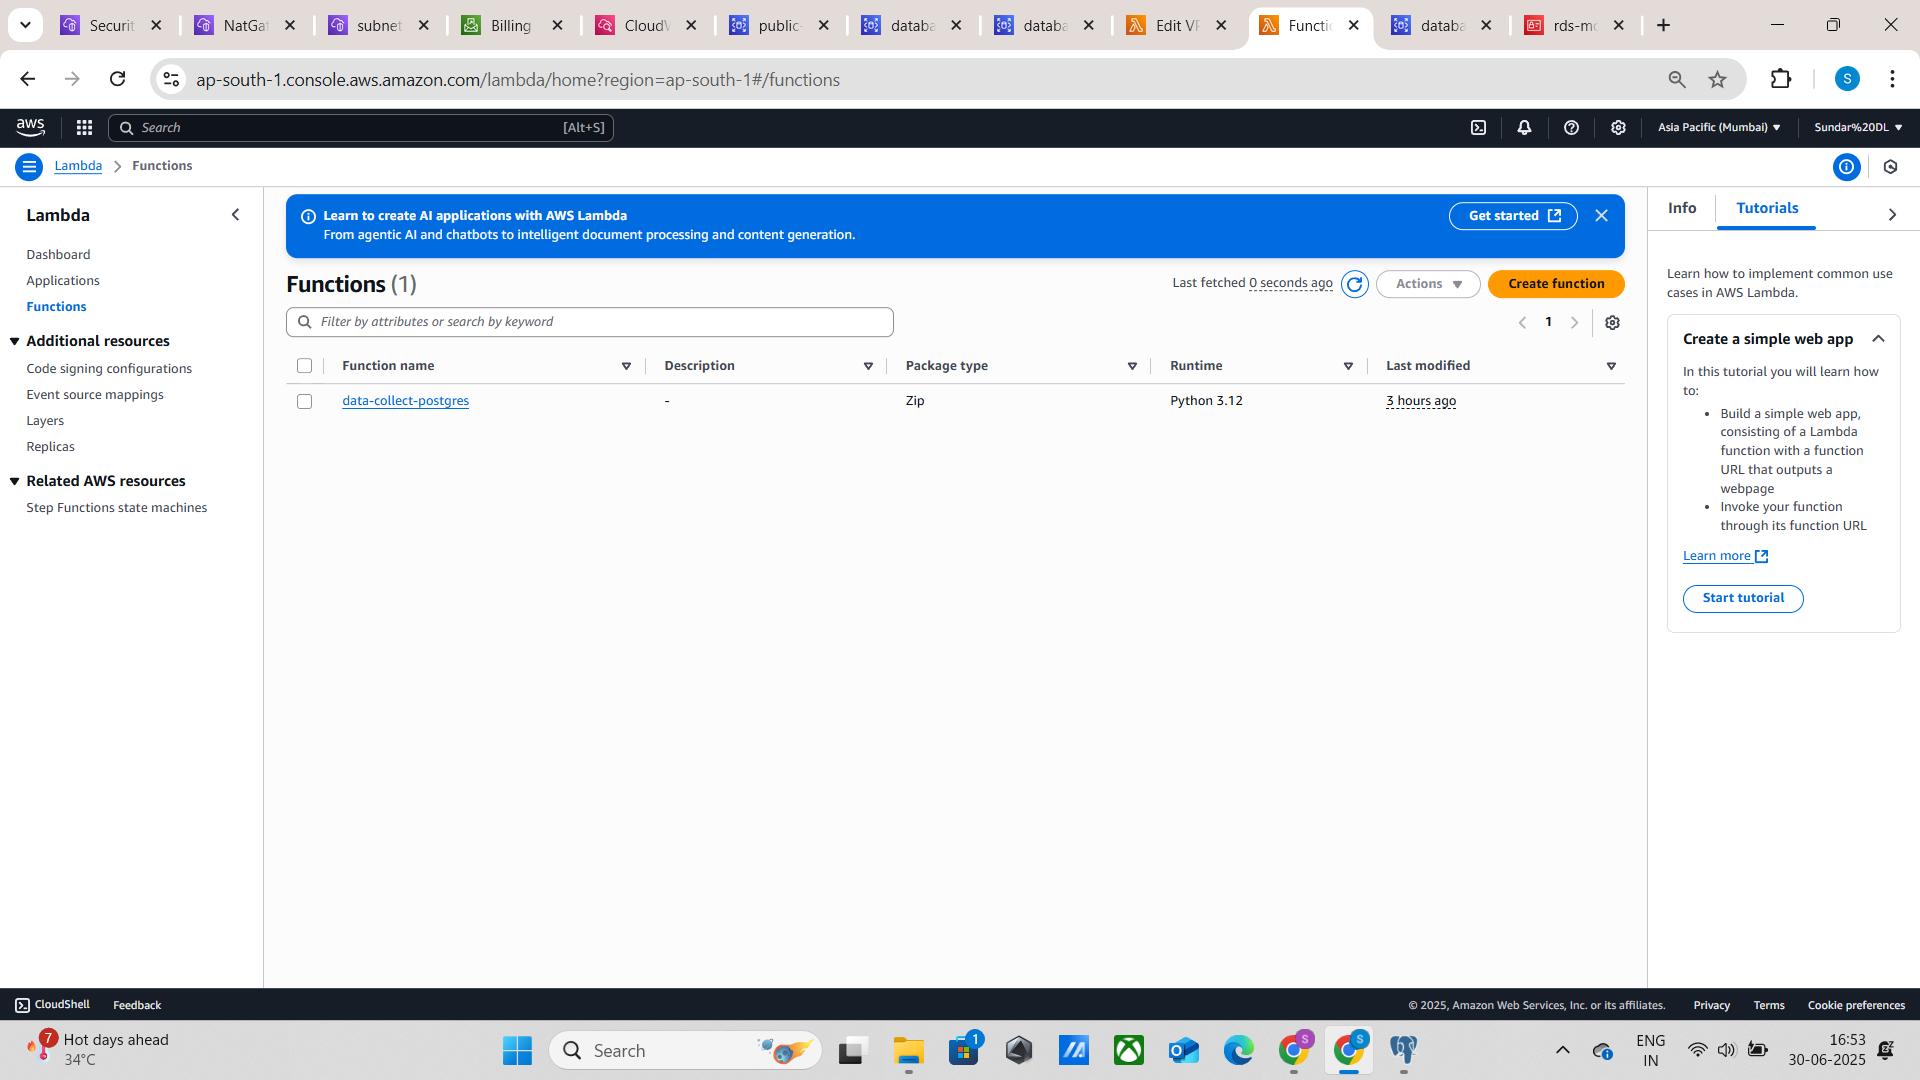 Securit
NatGat
subnet
Billing
CloudW
public-
databa
databa
Edit VP
Functio
databa
rds-mo
ap-south-1.console.aws.amazon.com/lambda/home?region=ap-south-1#/functions
S
aws
Search
[Alt+S]
Asia Pacific (Mumbai)
Sundar%20DL
Lambda
Functions
Lambda
Dashboard
Applications
Functions
Additional resources
Code signing configurations
Event source mappings
Layers
Replicas
Related AWS resources
Step Functions state machines
Learn to create AI applications with AWS Lambda
From agentic AI and chatbots to intelligent document processing and content generation.
Get started
Functions (1)
Last fetched 0 seconds ago
Actions
Create function
Filter by attributes or search by keyword
1
Function name
Description
Package type
Runtime
Last modified
data-collect-postgres
-
Zip
Python 3.12
3 hours ago
Info
Tutorials
Learn how to implement common use
cases in AWS Lambda.
Create a simple web app
In this tutorial you will learn how
to:
• Build a simple web app,
consisting of a Lambda
function with a function
URL that outputs a
webpage
• Invoke your function
through its function URL
Learn more
Start tutorial
CloudShell
Feedback
© 2025, Amazon Web Services, Inc. or its affiliates.
Privacy
Terms
Cookie preferences
7
Hot days ahead
34°C
Search
1
S
S
ENG
IN
16:53
30-06-2025